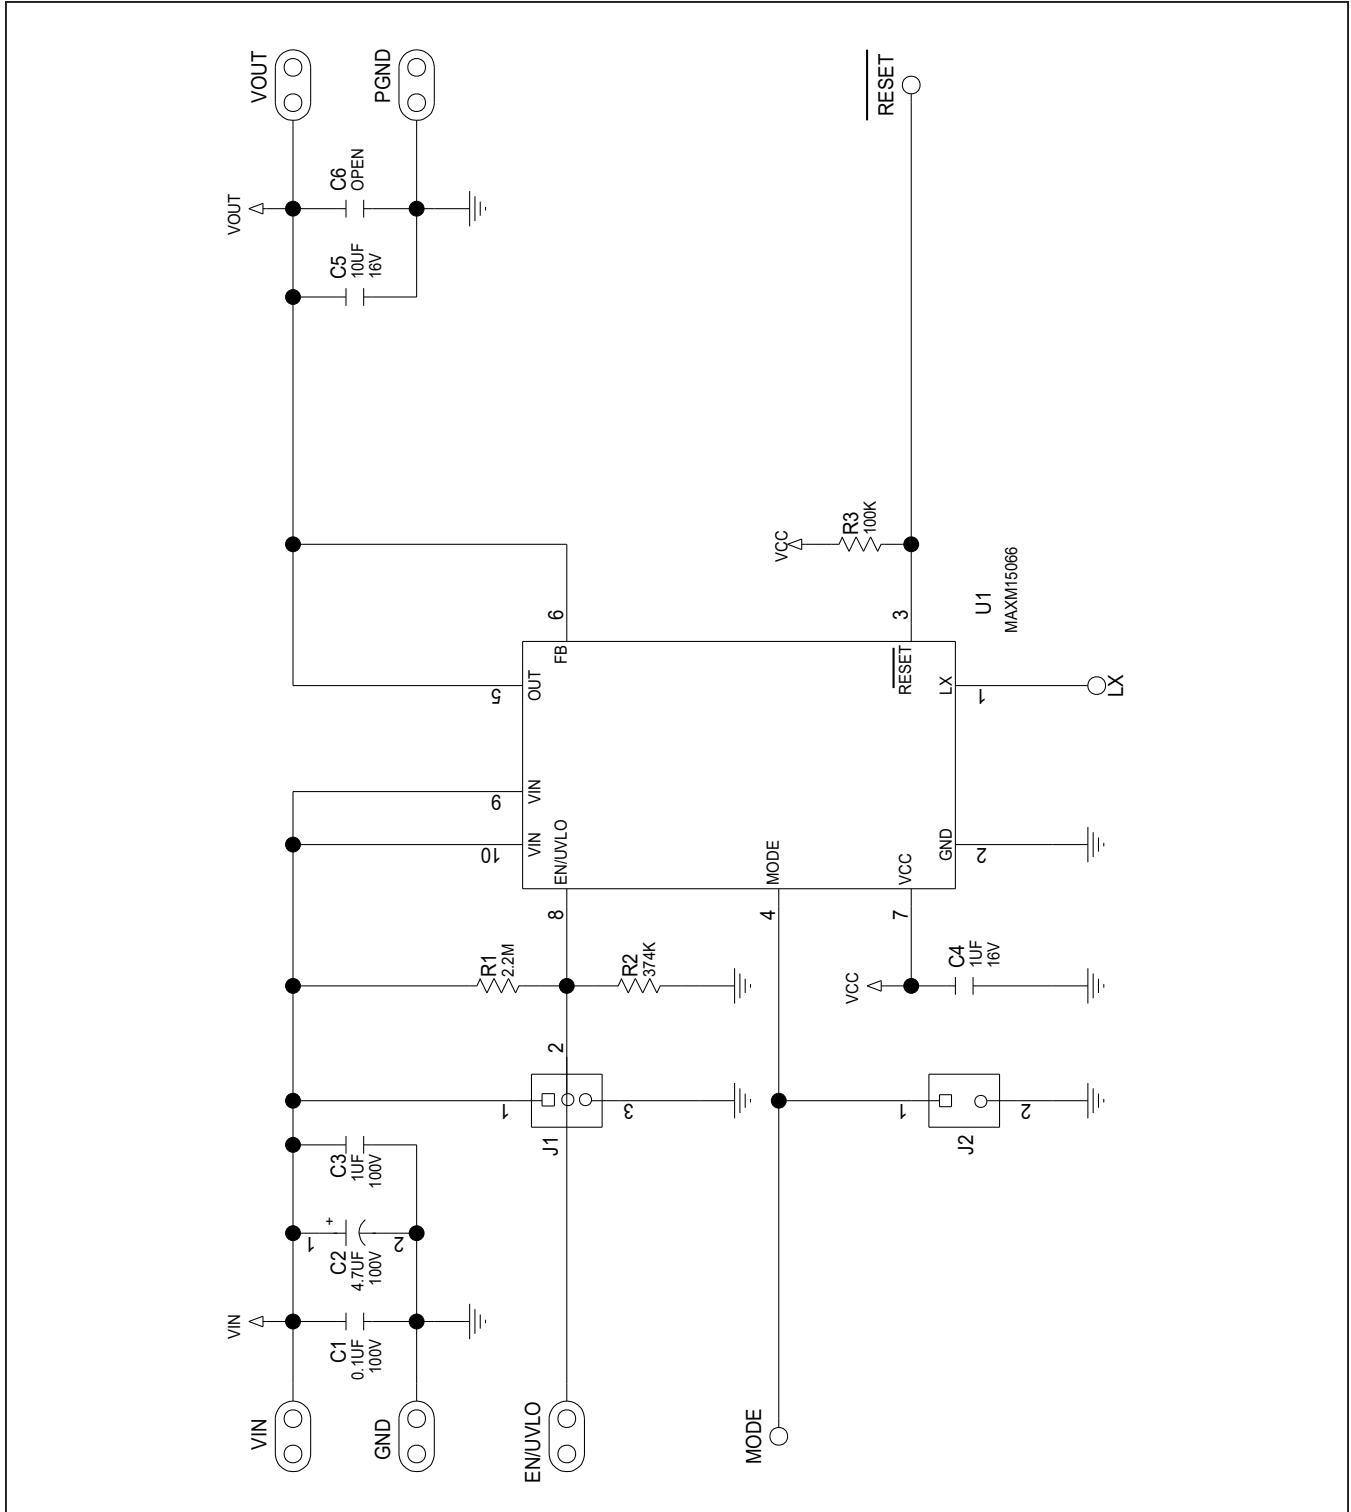 VIN
VIN
C1
0.1UF
100V
GND
1
+
2
C2
4.7UF
100V
C3
1UF
100V
EN/UVLO
J1
1
2
3
R1
2.2M
R2
374K
MODE
J2
1
2
VCC
C4
1UF
16V
10
VIN
9
VIN
8
EN/UVLO
4
MODE
7
VCC
2
GND
5
OUT
6
FB
3
RESET
1
LX
LX
U1
MAXM15066
VCC
R3
100K
RESET
C5
10UF
16V
VOUT
C6
OPEN
VOUT
PGND